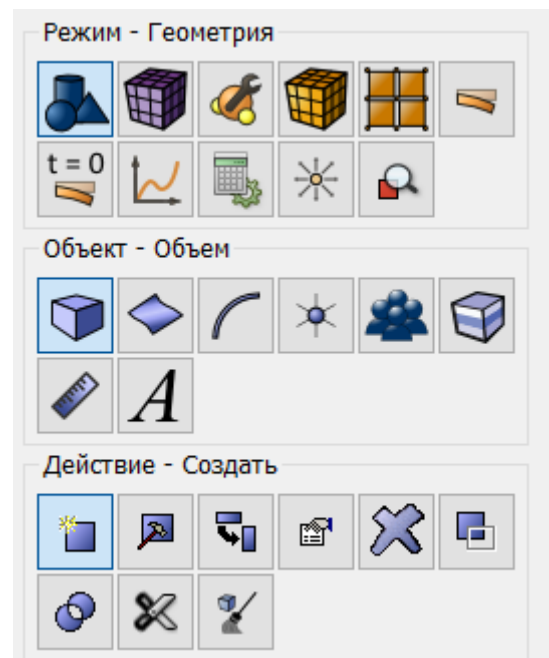 Режим - Геометрия
t = 0
Объект - Объем
A
Действие - Создать